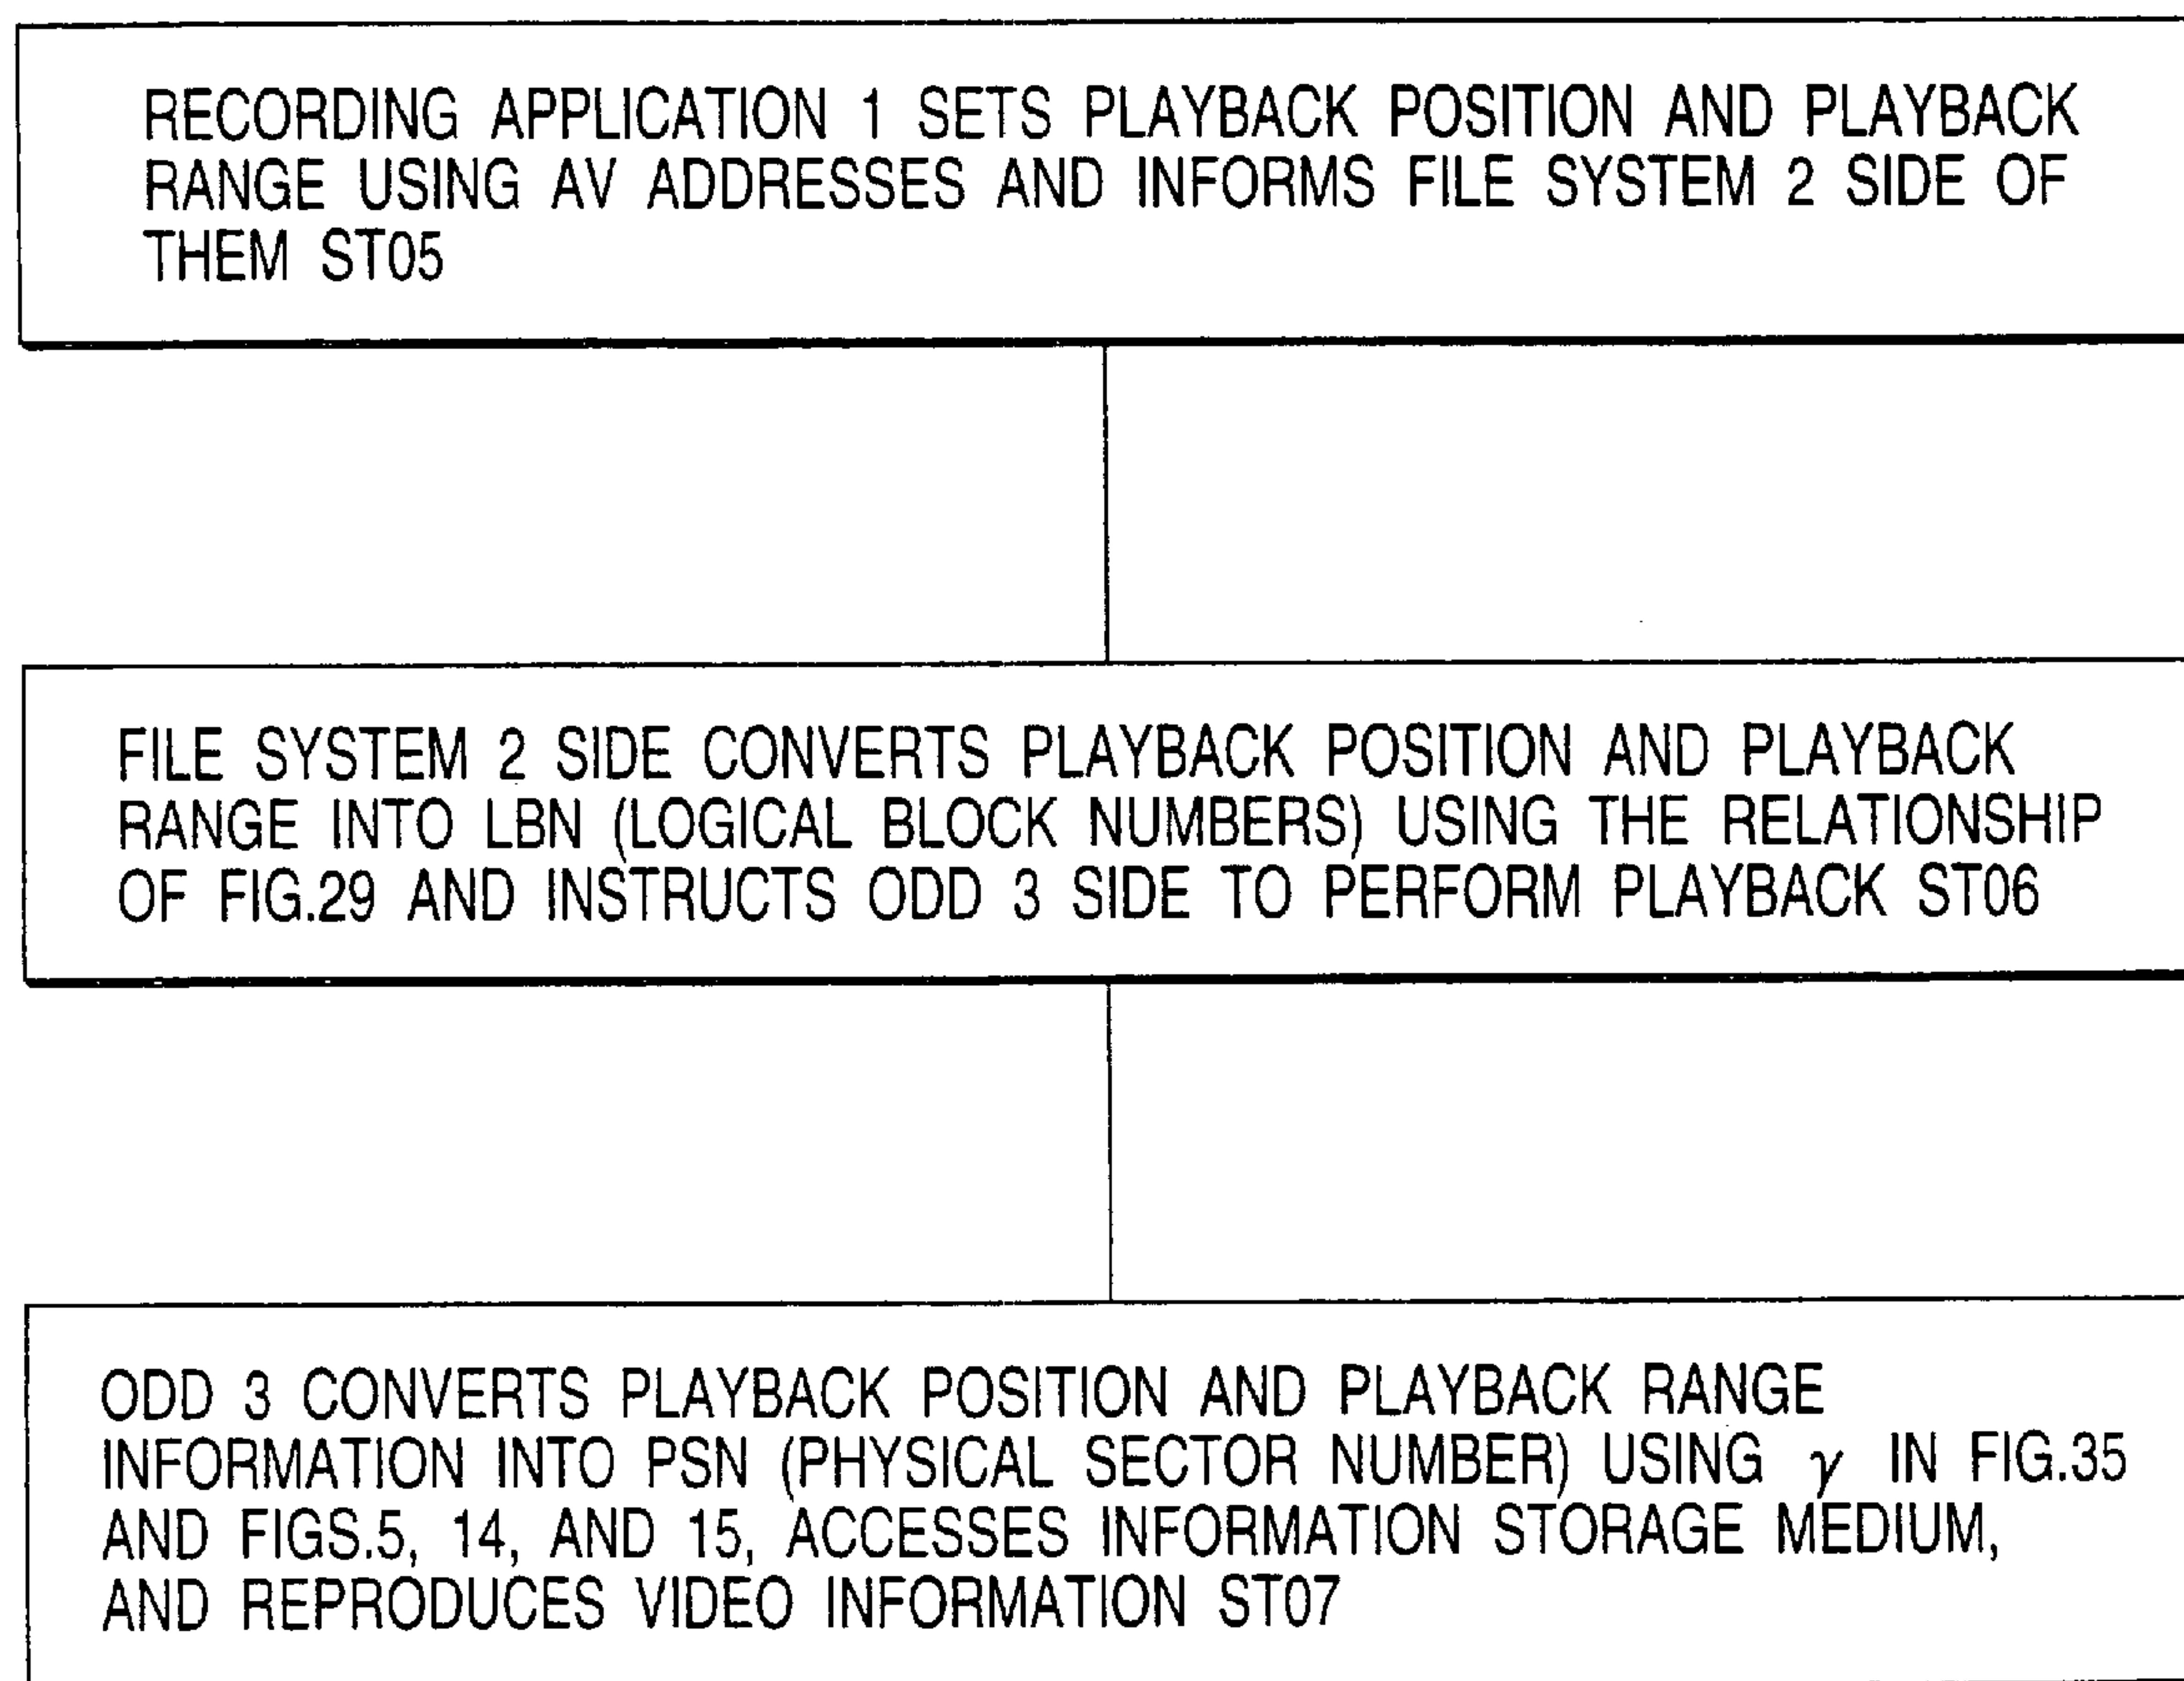 RECORDING APPLICATION 1 SETS PLAYBACK POSITION AND PLAYBACK
RANGE USING AV ADDRESSES AND INFORMS FILE SYSTEM 2 SIDE OF
THEM ST05
FILE SYSTEM 2 SIDE CONVERTS PLAYBACK POSITION AND PLAYBACK
RANGE INTO LBN (LOGICAL BLOCK NUMBERS) USING THE RELATIONSHIP
OF FIG.29 AND INSTRUCTS ODD 3 SIDE TO PERFORM PLAYBACK ST06
ODD 3 CONVERTS PLAYBACK POSITION AND PLAYBACK RANGE
INFORMATION INTO PSN (PHYSICAL SECTOR NUMBER) USING γ IN FIG.35
AND FIGS.5, 14, AND 15, ACCESSES INFORMATION STORAGE MEDIUM,
AND REPRODUCES VIDEO INFORMATION ST07